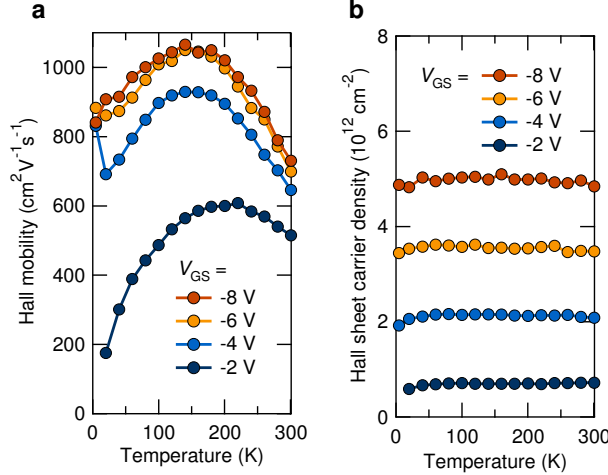 a
Hall mobility (cm²V⁻¹s⁻¹)
1000
800
600
400
200
0
0
100
200
300
Temperature (K)
V_GS =
-8 V
-6 V
-4 V
-2 V
b
Hall sheet carrier density (10¹² cm⁻²)
8
6
4
2
0
0
100
200
300
Temperature (K)
V_GS =
-8 V
-6 V
-4 V
-2 V